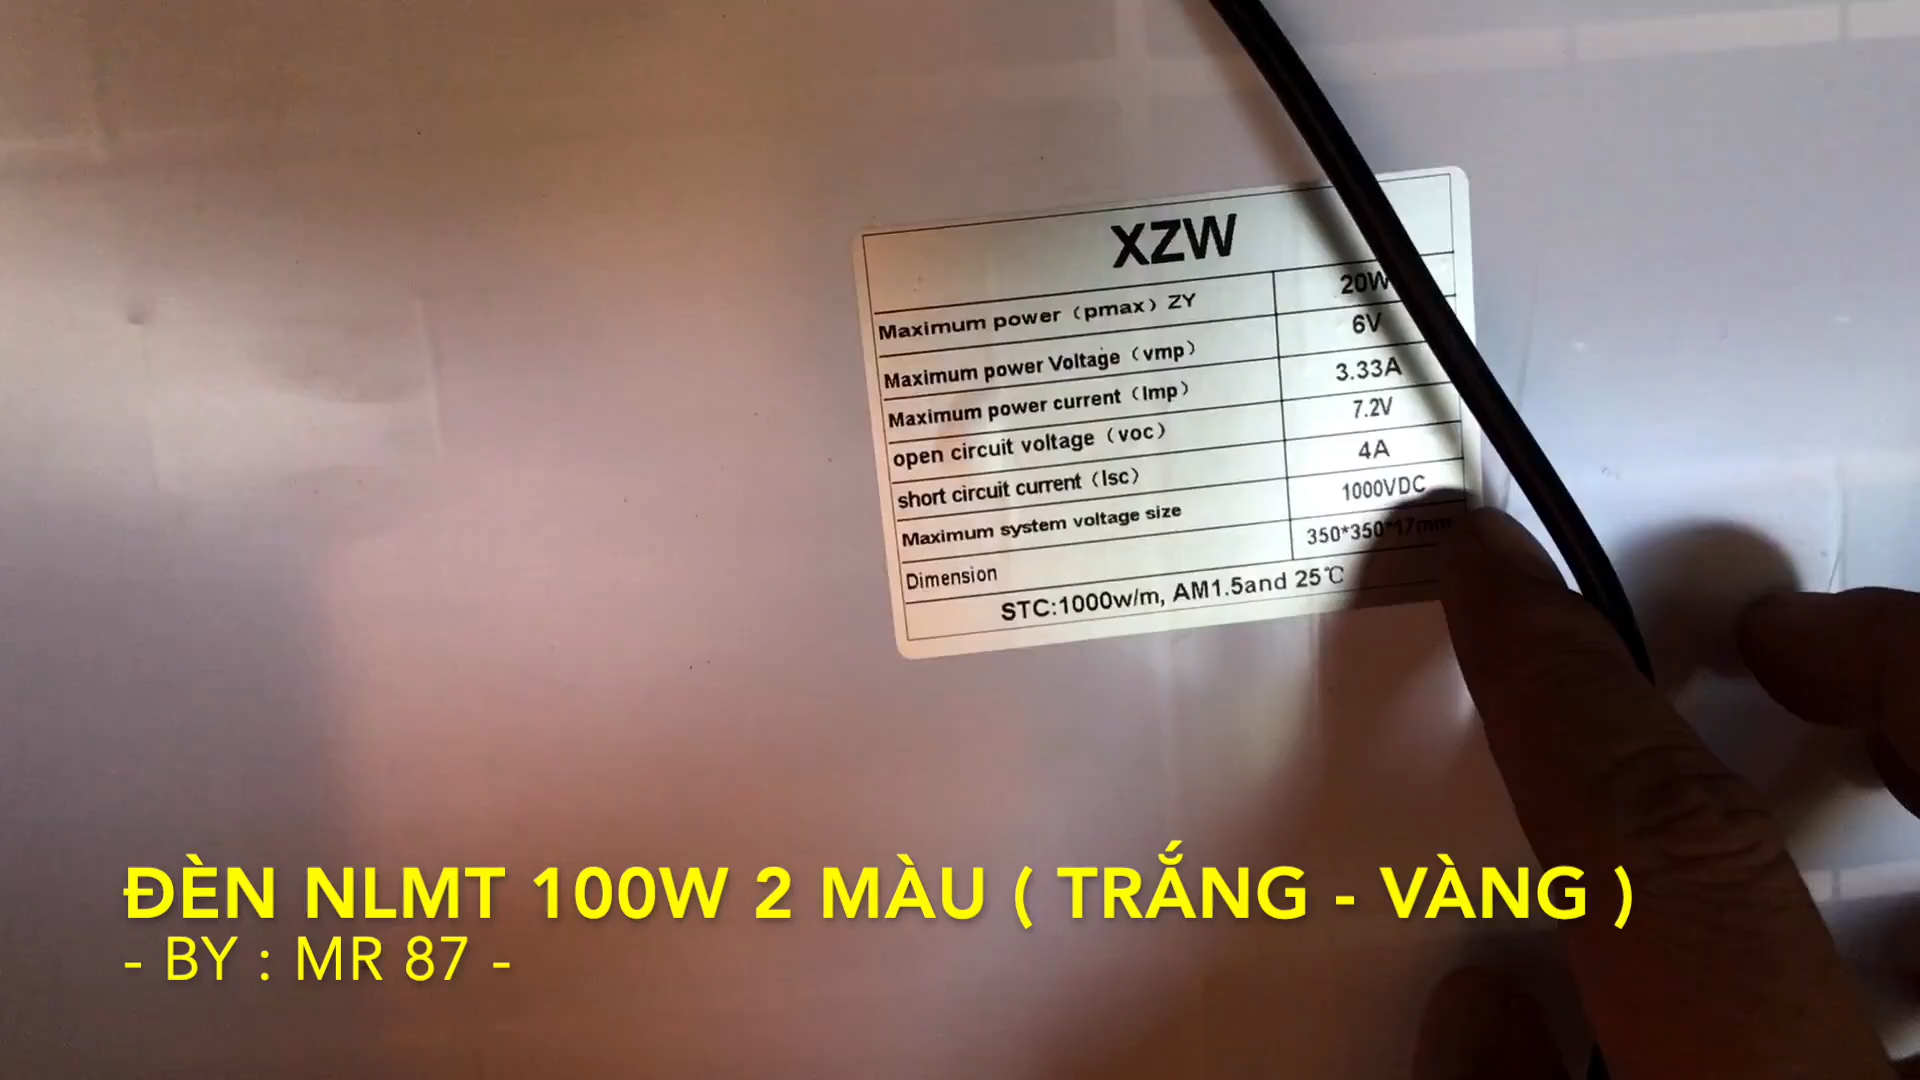 XZW
Maximum power（pmax）ZY 20W
Maximum power Voltage（vmp） 6V
Maximum power current（Imp） 3.33A
open circuit voltage（voc） 7.2V
short circuit current（Isc） 4A
Maximum system voltage size 1000VDC
Dimension 350*350*17mm
STC:1000w/m, AM1.5and 25℃
ĐÈN NLMT 100W 2 MÀU ( TRẮNG - VÀNG )
- BY : MR 87 -